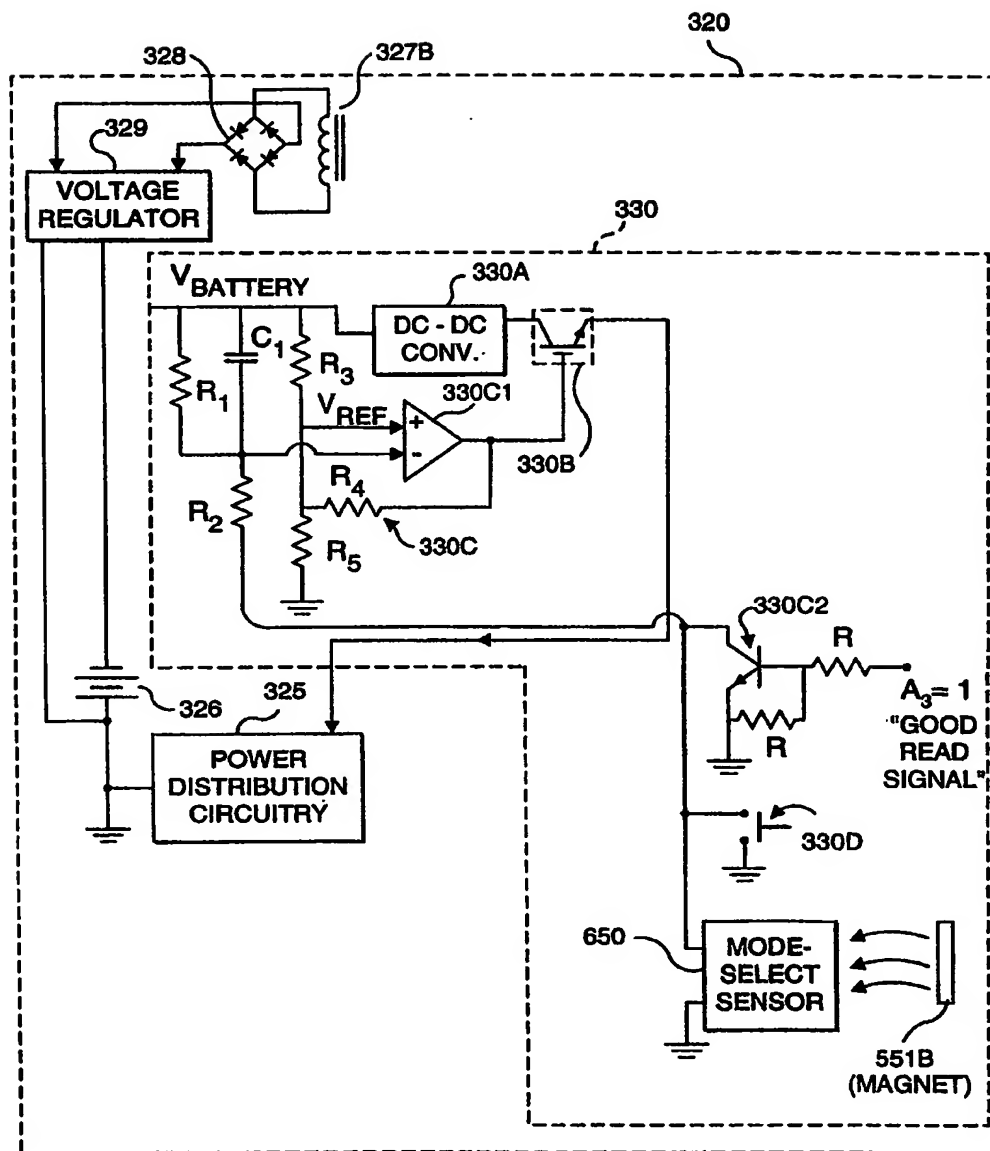 320
328
327B
329
VOLTAGE
REGULATOR
330
V BATTERY
330A
DC - DC
CONV.
C1
R3
R1
330C1
VREF
+
-
330B
R4
R2
330C
R5
330C2
R
A3= 1
"GOOD
READ
SIGNAL"
R
326
325
POWER
DISTRIBUTION
CIRCUITRY
330D
650
MODE-
SELECT
SENSOR
551B
(MAGNET)